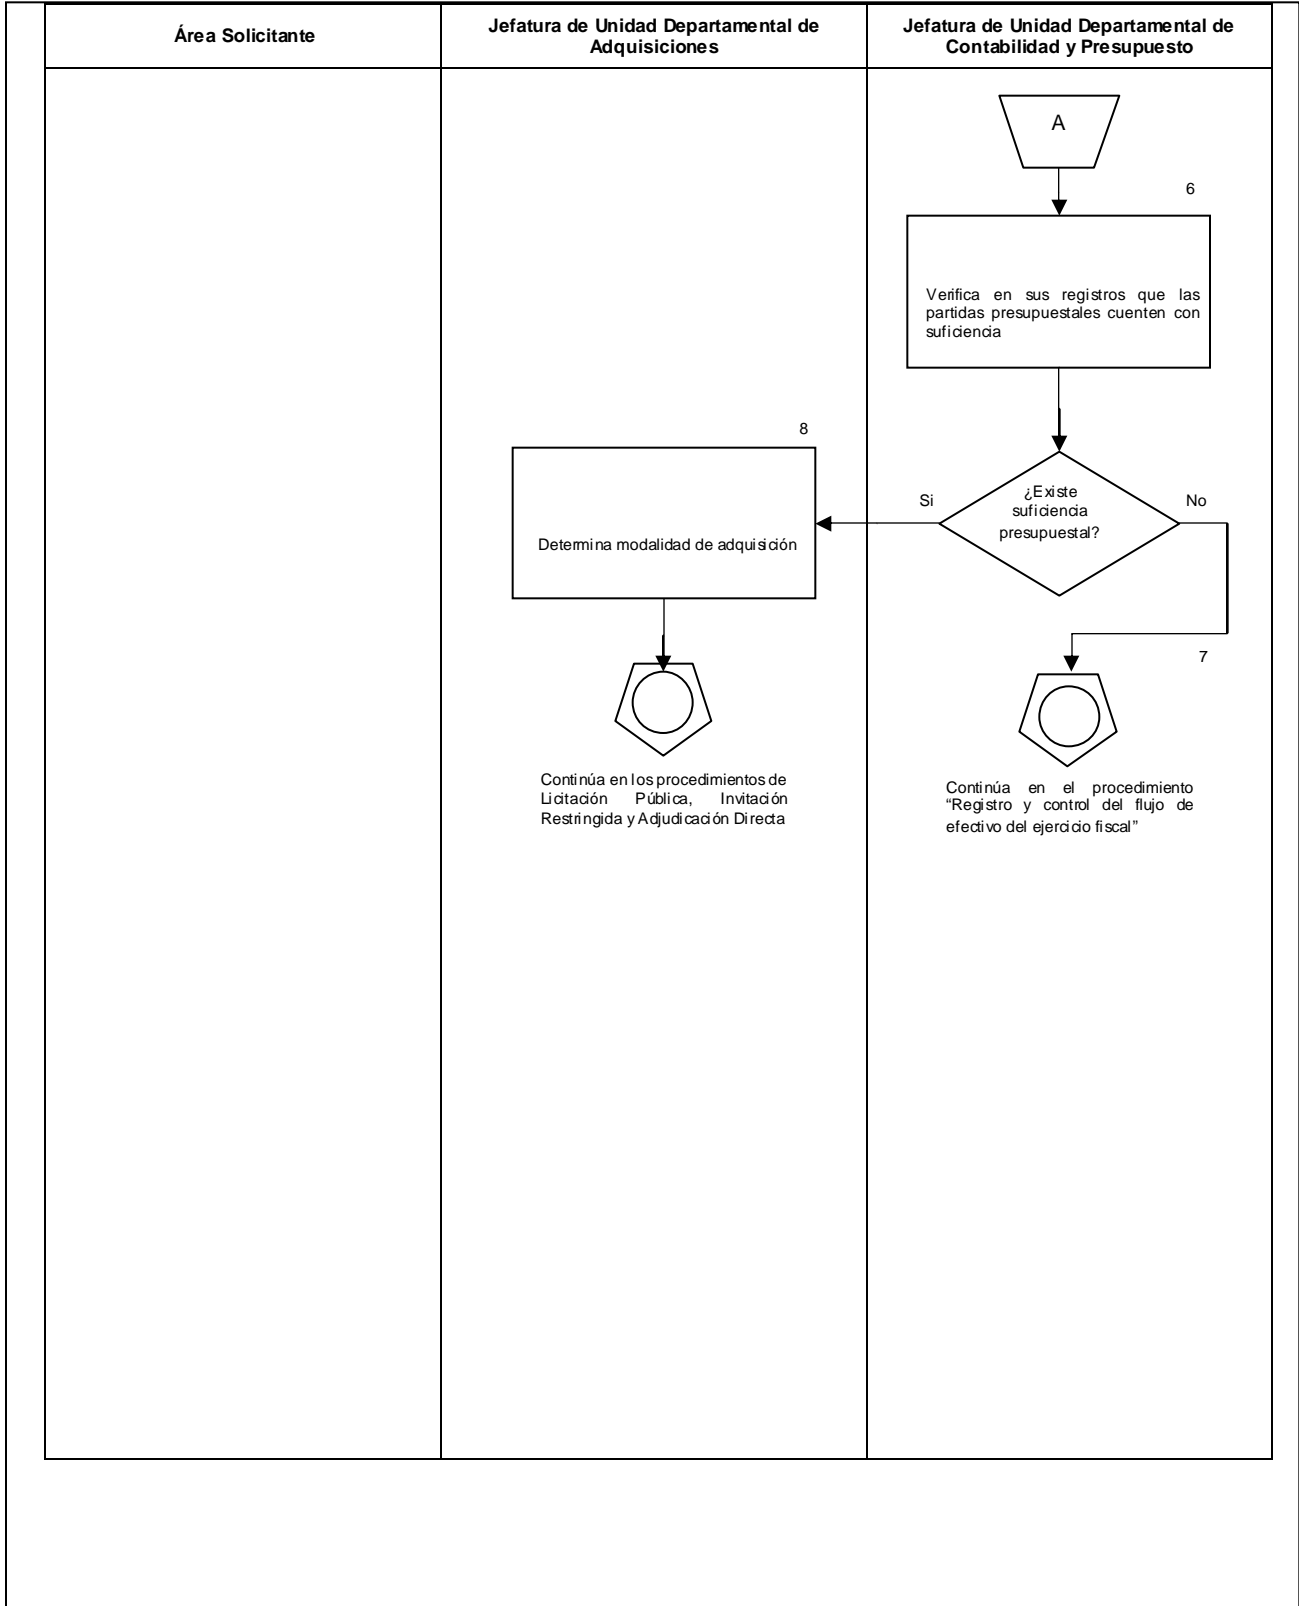 Área Solicitante
Jefatura de Unidad Departamental de
Adquisiciones
Jefatura de Unidad Departamental de
Contabilidad y Presupuesto
A
6
Verifica en sus registros que las
partidas presupuestales cuenten con
suficiencia
8
Si
¿Existe
suficiencia
presupuestal?
No
Determina modalidad de adquisición
7
Continúa en los procedimientos de
Licitación Pública, Invitación
Restringida y Adjudicación Directa
Continúa en el procedimiento
“Registro y control del flujo de
efectivo del ejercicio fiscal”